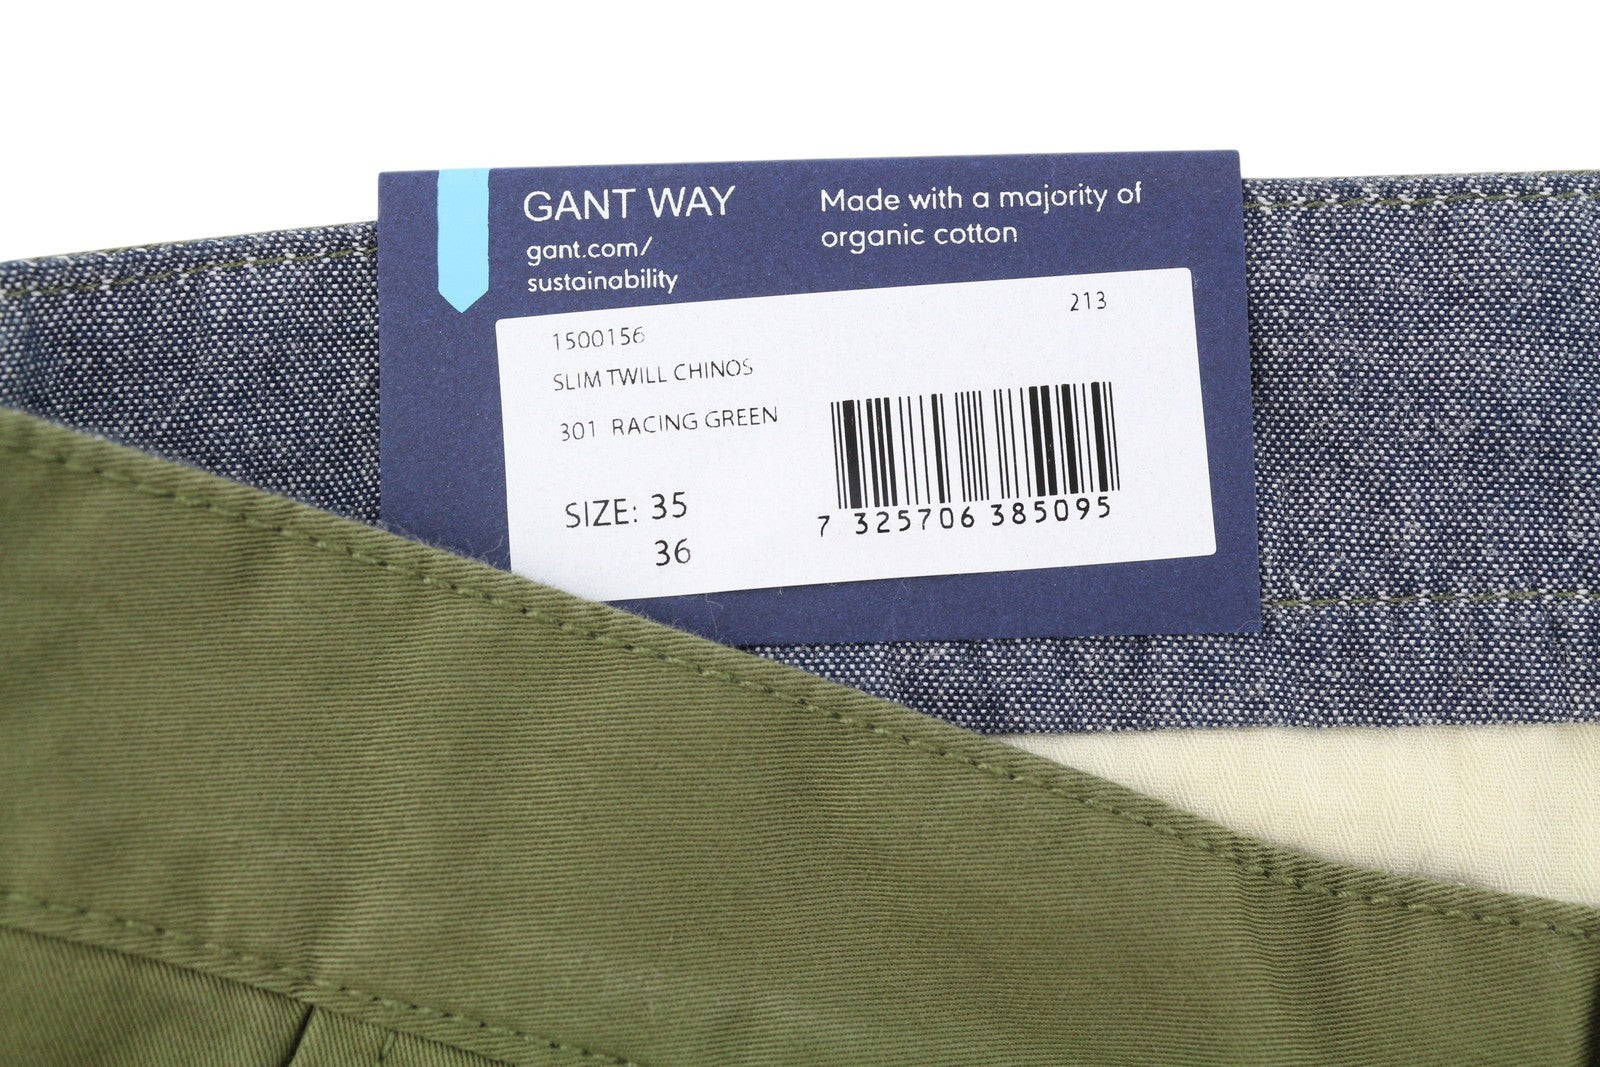 GANT WAY
gant.com/
sustainability
Made with a majority of
organic cotton
213
1500156
SLIM TWILL CHINOS
301 RACING GREEN
SIZE: 35
36
7 325706 385095